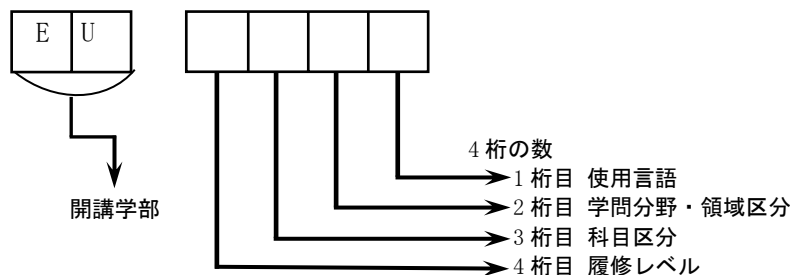 E U
4桁の数
1桁目 使用言語
2桁目 学問分野・領域区分
3桁目 科目区分
4桁目 履修レベル
開講学部